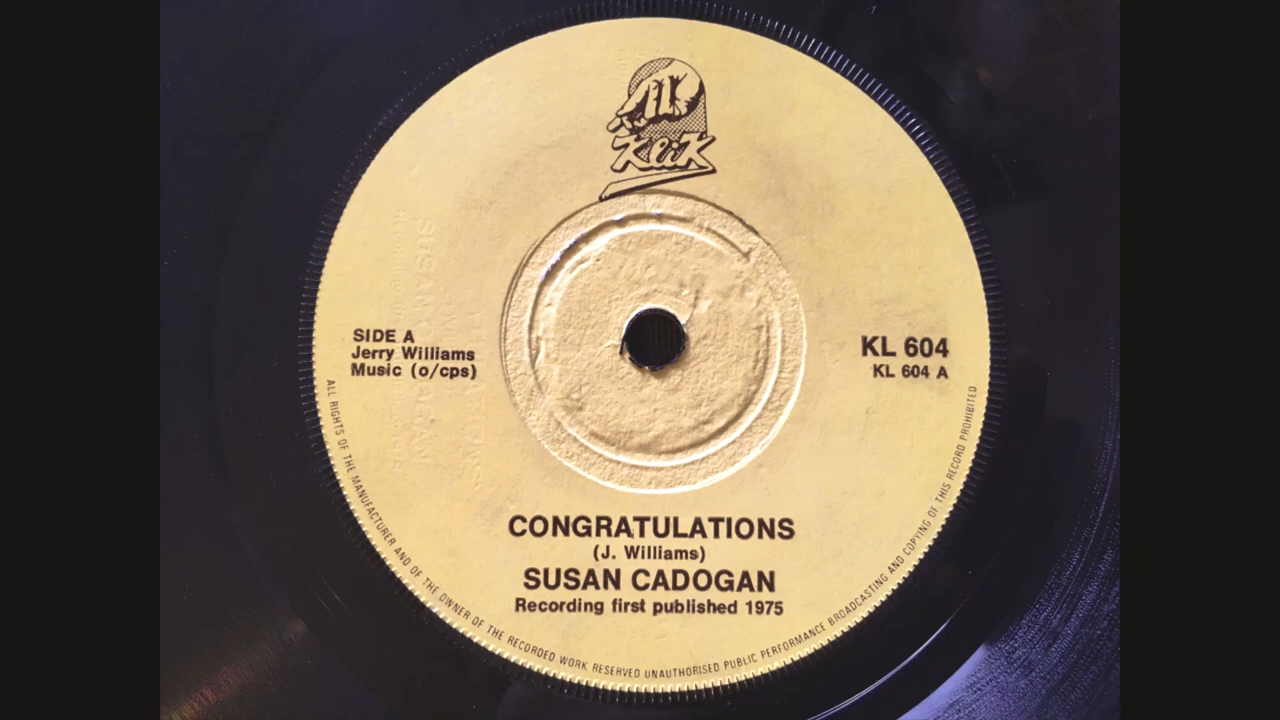 KliK
SIDE A
Jerry Williams
Music (o/cps)
KL 604
KL 604 A
CONGRATULATIONS
(J. Williams)
SUSAN CADOGAN
Recording first published 1975
ALL RIGHTS OF THE MANUFACTURER AND OF THE OWNER OF THE RECORDED WORK RESERVED UNAUTHORISED PUBLIC PERFORMANCE BROADCASTING AND COPYING OF THIS RECORD PROHIBITED